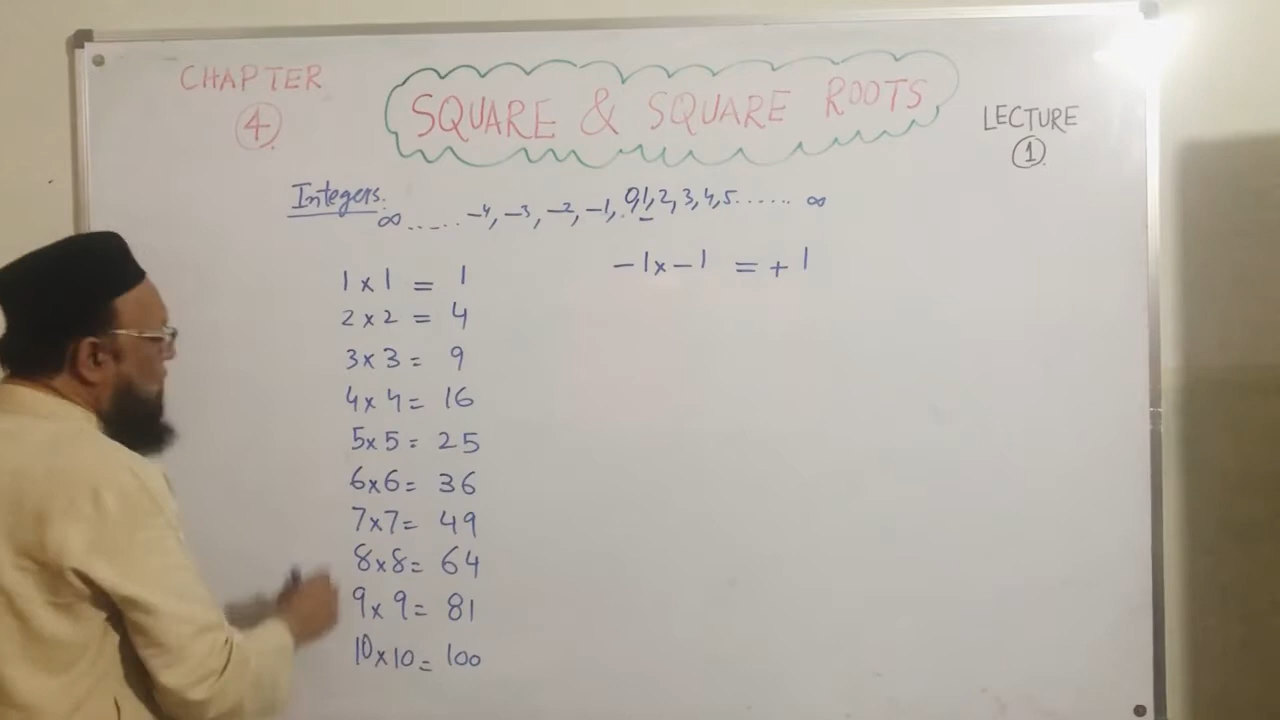 CHAPTER
4
SQUARE & SQUARE ROOTS
LECTURE
1
Integers.
∞ ...... -4, -3, -2, -1, 0, 1, 2, 3, 4, 5 ...... ∞
1 x 1 = 1
2 x 2 = 4
3 x 3 = 9
4 x 4 = 16
5 x 5 = 25
6 x 6 = 36
7 x 7 = 49
8 x 8 = 64
9 x 9 = 81
10 x 10 = 100
-1 x -1 = +1